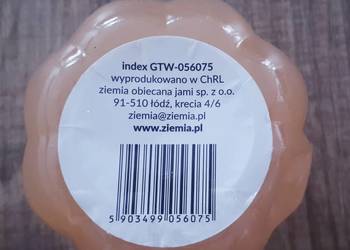 index GTW-056075
wyprodukowano w ChRL
ziemia obiecana jami sp. z o.o.
91-510 łódź, krecia 4/6
ziemia@ziemia.pl
www.ziemia.pl
5 903499 056075